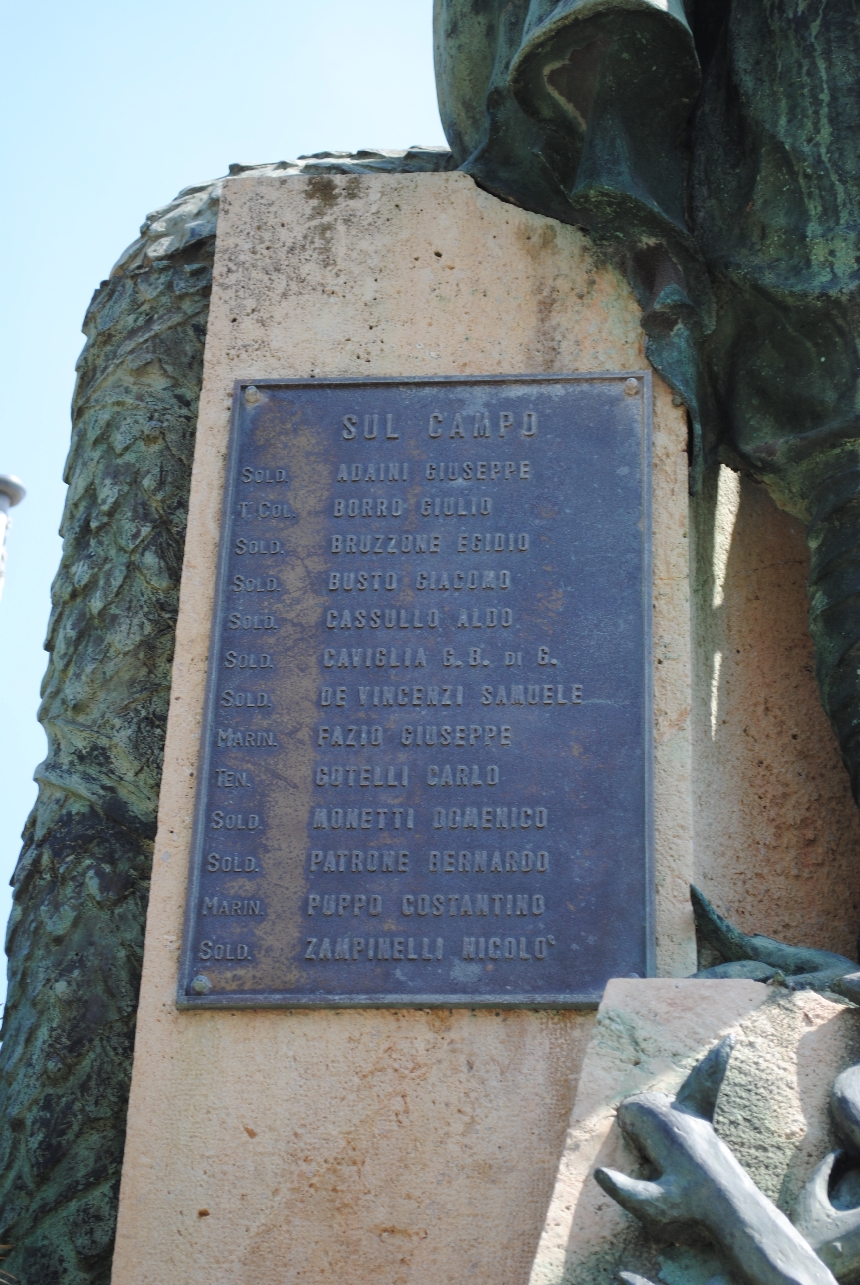 SUL CAMPO
SOLD. ADAINI GIUSEPPE
T. COL. BORRO GIULIO
SOLD. BRUZZONE EGIDIO
SOLD. BUSTO GIACOMO
SOLD. CASSULLO ALDO
SOLD. CAVIGLIA G. B. DI G.
SOLD. DE VINCENZI SAMUELE
MARIN. FAZIO GIUSEPPE
TEN. GOTELLI CARLO
SOLD. MONETTI DOMENICO
SOLD. PATRONE BERNARDO
MARIN. PUPPO COSTANTINO
SOLD. ZAMPINELLI NICOLO'